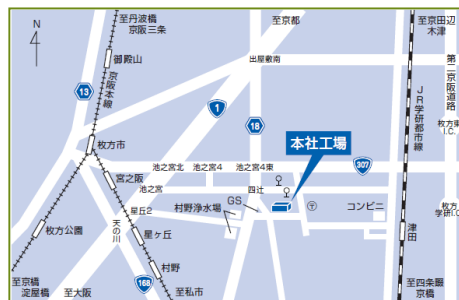 至丹波橋
京阪三条
至京都
至京田辺
木津
N
御殿山
出屋敷南
第二京阪道路
13
京阪本線
1
18
JR学研都市線
枚方東
I.C.
本社工場
枚方市
池之宮北
池之宮4
池之宮4東
307
宮之阪
池之宮
四辻
星丘2
村野浄水場
GS
〒
コンビニ
枚方
学研I.C
枚方公園
天の川
星ヶ丘
津田
村野
168
至京橋
淀屋橋
至大阪
至私市
至四条畷
京橋